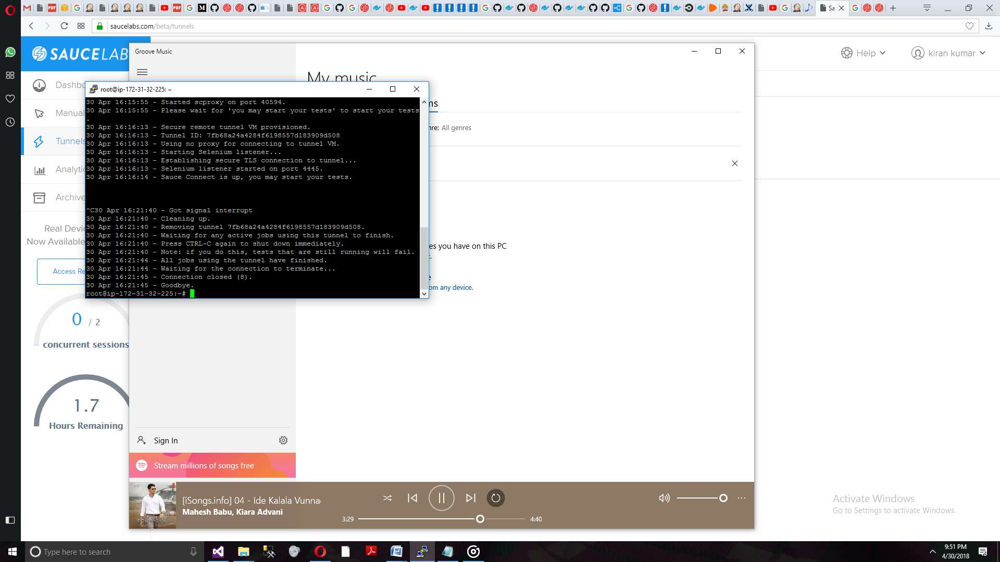 Sa
saucelabs.com/beta/tunnels
SAUCELAB
Help
kiran kumar
Dashbo
Manual
Tunnels
Analytic
Archive
Real Devic
Now Available
Access Re
0 / 2
concurrent sessions
1.7
Hours Remaining
Groove Music
My music
ms
nre: All genres
es you have on this PC
om any device.
root@ip-172-31-32-225: ~
30 Apr 16:15:55 - Started scproxy on port 40594.
30 Apr 16:15:55 - Please wait for 'you may start your tests' to start your tests
.
30 Apr 16:16:13 - Secure remote tunnel VM provisioned.
30 Apr 16:16:13 - Tunnel ID: 7fb68a24a4284f6198557d183909d508
30 Apr 16:16:13 - Using no proxy for connecting to tunnel VM.
30 Apr 16:16:13 - Starting Selenium listener...
30 Apr 16:16:13 - Establishing secure TLS connection to tunnel...
30 Apr 16:16:13 - Selenium listener started on port 4445.
30 Apr 16:16:14 - Sauce Connect is up, you may start your tests.
^C30 Apr 16:21:40 - Got signal interrupt
30 Apr 16:21:40 - Cleaning up.
30 Apr 16:21:40 - Removing tunnel 7fb68a24a4284f6198557d183909d508.
30 Apr 16:21:40 - Waiting for any active jobs using this tunnel to finish.
30 Apr 16:21:40 - Press CTRL-C again to shut down immediately.
30 Apr 16:21:40 - Note: if you do this, tests that are still running will fail.
30 Apr 16:21:44 - All jobs using the tunnel have finished.
30 Apr 16:21:44 - Waiting for the connection to terminate...
30 Apr 16:21:45 - Connection closed (8).
30 Apr 16:21:45 - Goodbye.
root@ip-172-31-32-225:~#
Sign In
Stream millions of songs free
[iSongs.info] 04 - Ide Kalala Vunna
Mahesh Babu, Kiara Advani
3:29
4:40
Activate Windows
Go to Settings to activate Windows.
Type here to search
9:51 PM
4/30/2018